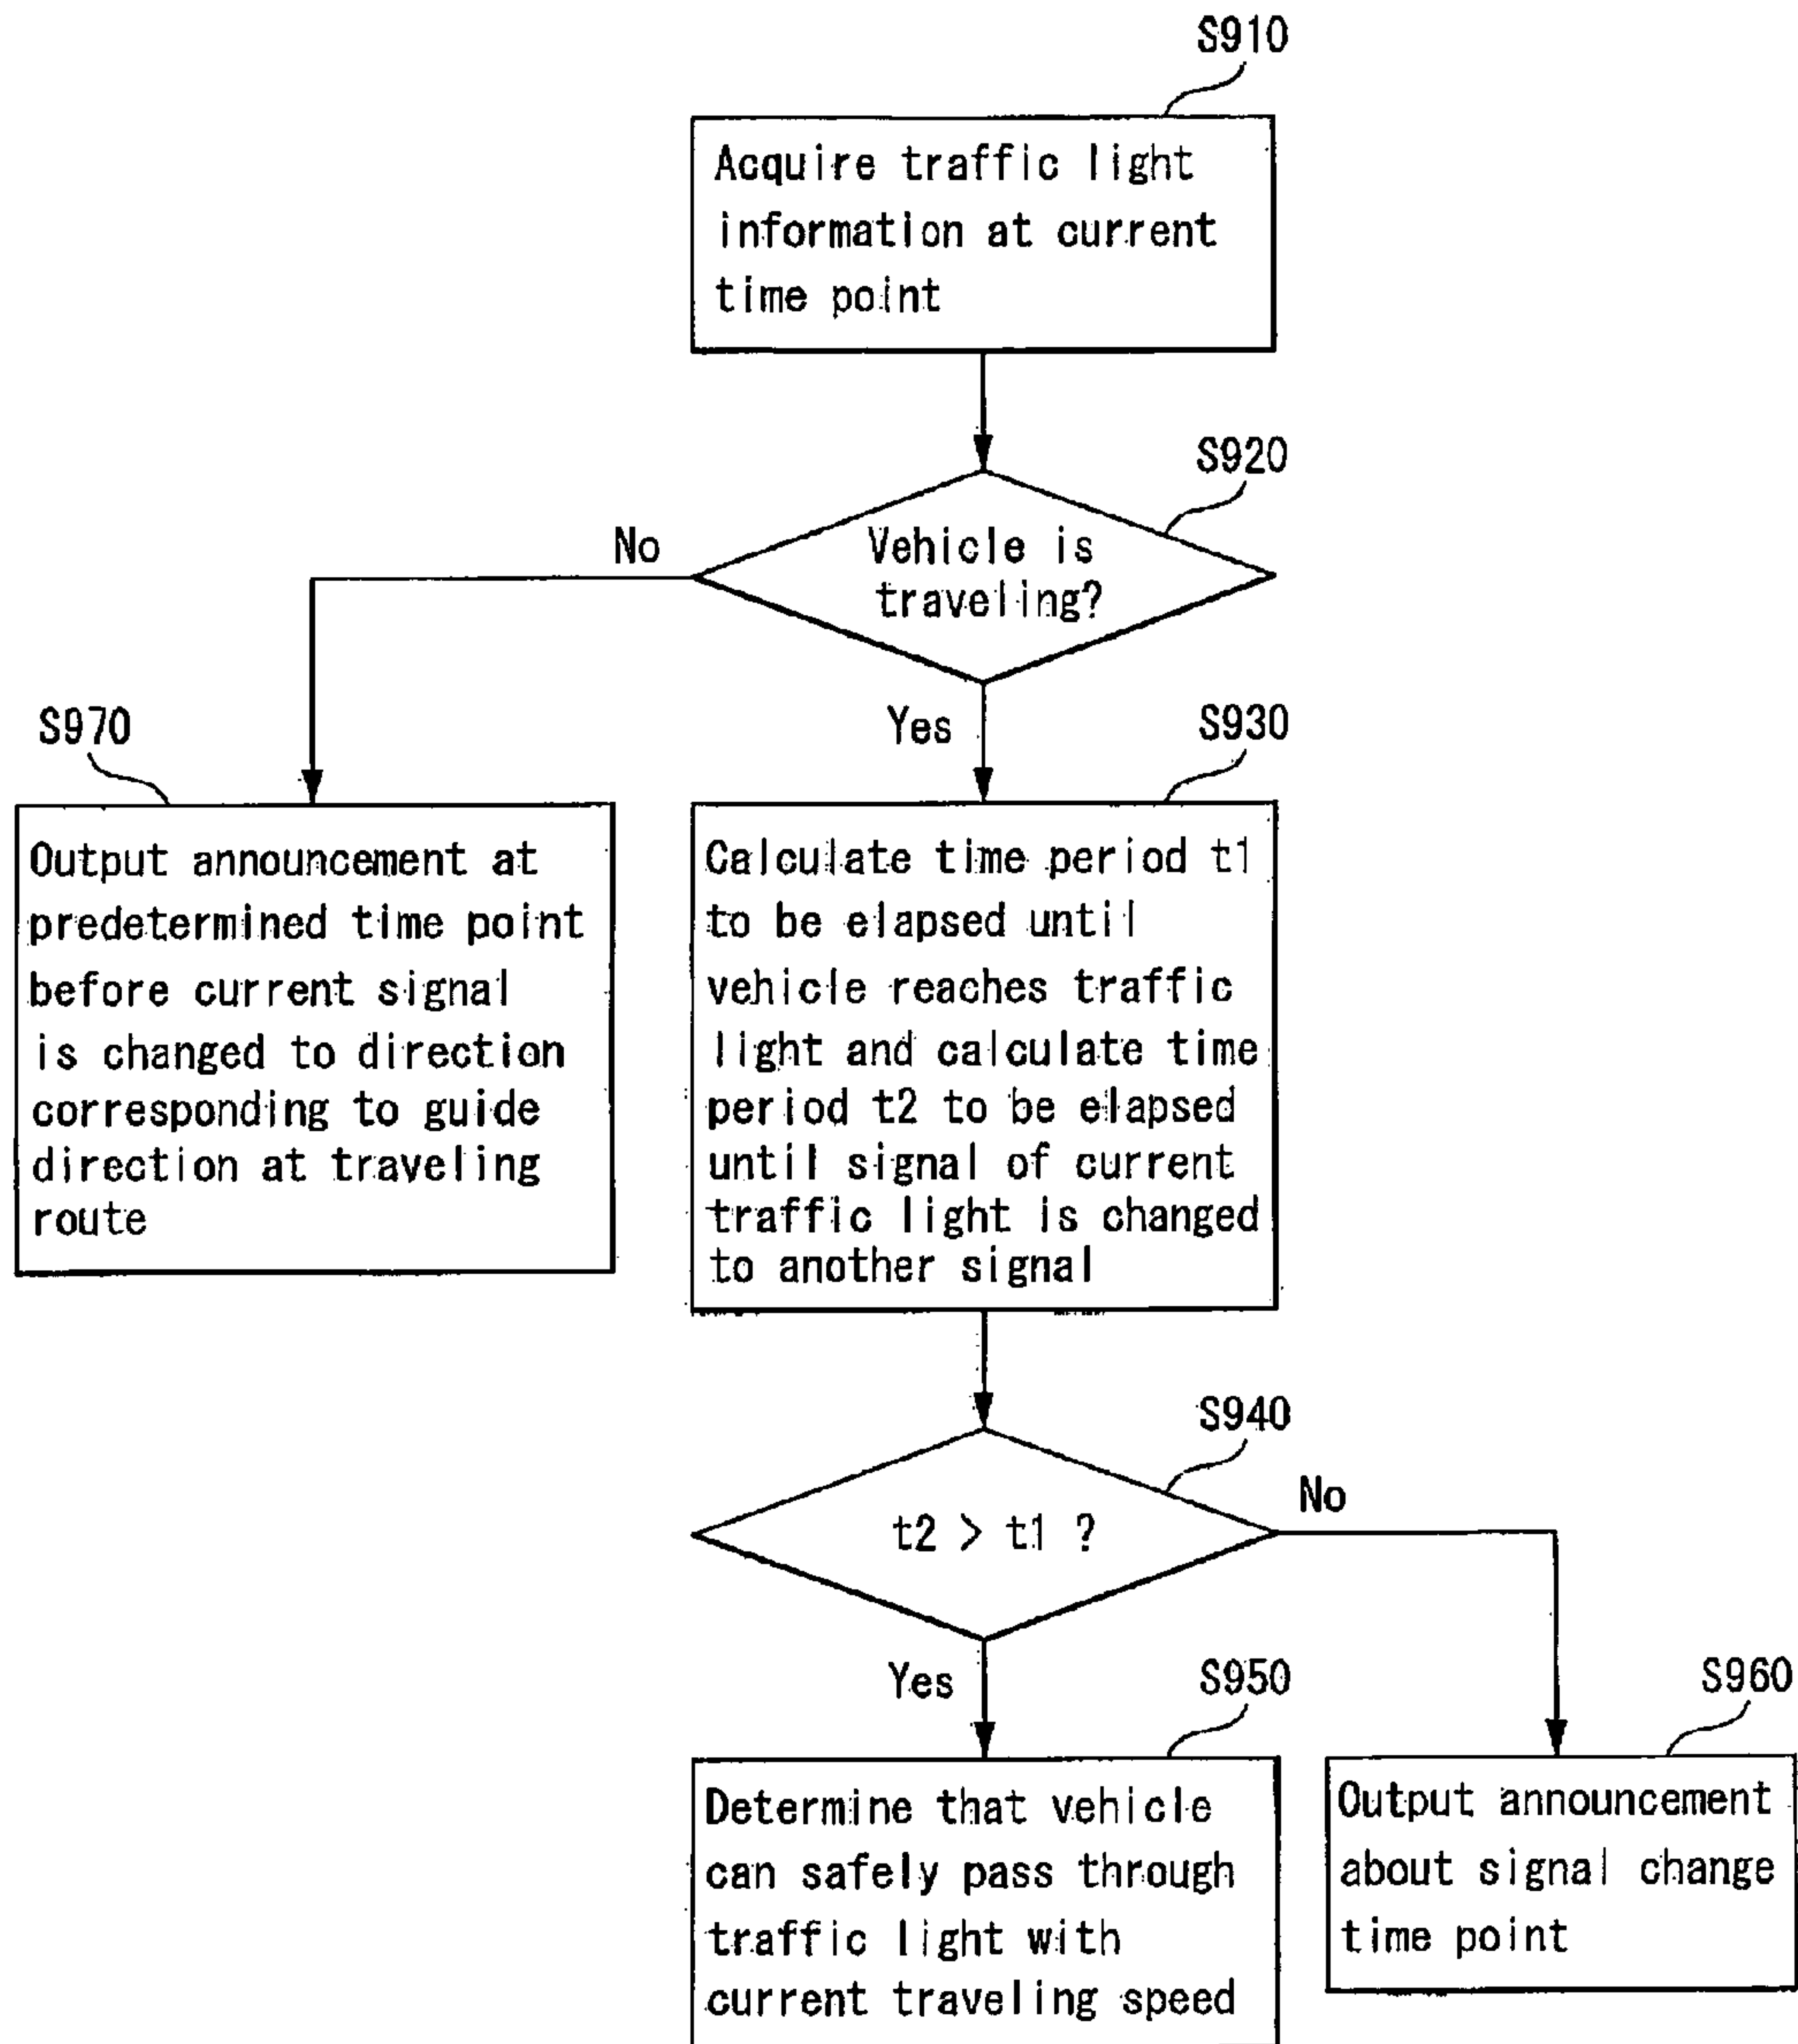 S910
Acquire traffic light
information at current
time point
S920
Vehicle is
traveling?
No
Yes
S970
Output announcement at
predetermined time point
before current signal
is changed to direction
corresponding to guide
direction at traveling
route
S930
Calculate time period t1
to be elapsed until
vehicle reaches traffic
light and calculate time
period t2 to be elapsed
until signal of current
traffic light is changed
to another signal
S940
t2 > t1 ?
No
Yes
S950
Determine that vehicle
can safely pass through
traffic light with
current traveling speed
S960
Output announcement
about signal change
time point